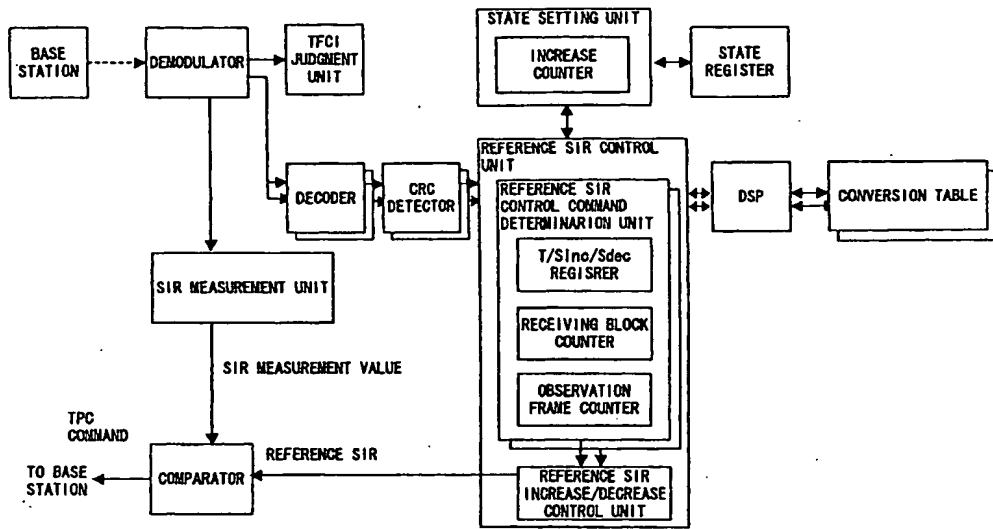 BASE
STATION
DEMODULATOR
TFCI
JUDGMENT
UNIT
STATE SETTING UNIT
INCREASE
COUNTER
STATE
REGISTER
DECODER
CRC
DETECTOR
REFERENCE SIR CONTROL
UNIT
REFERENCE SIR
CONTROL COMMAND
DETERMINARION UNIT
T/Sinc/Sdec
REGISRER
RECEIVING BLOCK
COUNTER
OBSERVATION
FRAME COUNTER
DSP
CONVERSION TABLE
SIR MEASUREMENT UNIT
SIR MEASUREMENT VALUE
TPC
COMMAND
TO BASE
STATION
COMPARATOR
REFERENCE SIR
REFERENCE SIR
INCREASE/DECREASE
CONTROL UNIT